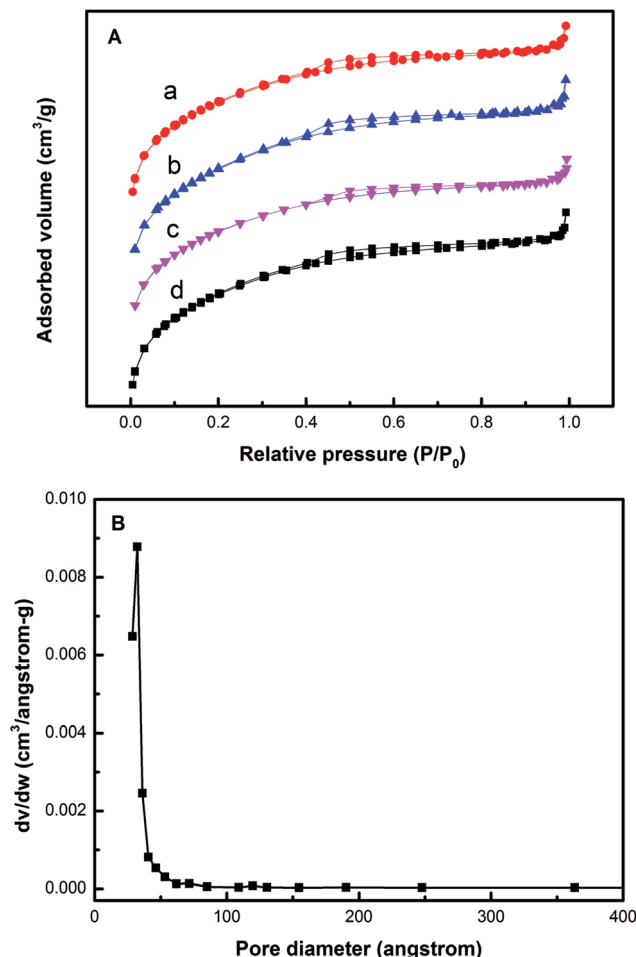 A
a
b
c
d
Adsorbed volume (cm³/g)
0.0 0.2 0.4 0.6 0.8 1.0
Relative pressure (P/P₀)
B
0.010
0.008
0.006
0.004
0.002
0.000
dv/dw (cm³/angstrom-g)
0 100 200 300 400
Pore diameter (angstrom)